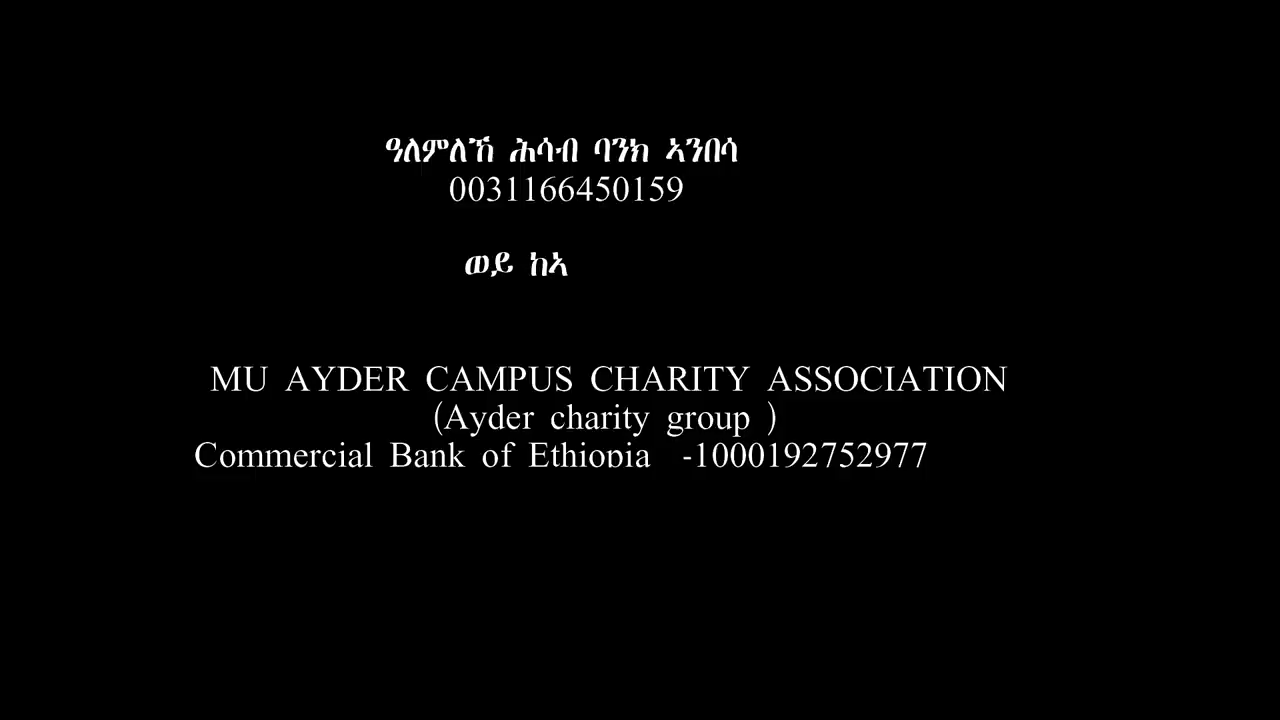 ዓለምለኸ ሕሳብ ባንክ ኣንበሳ
0031166450159
ወይ ከኣ
MU AYDER CAMPUS CHARITY ASSOCIATION
(Ayder charity group )
Commercial Bank of Ethiopia -1000192752977